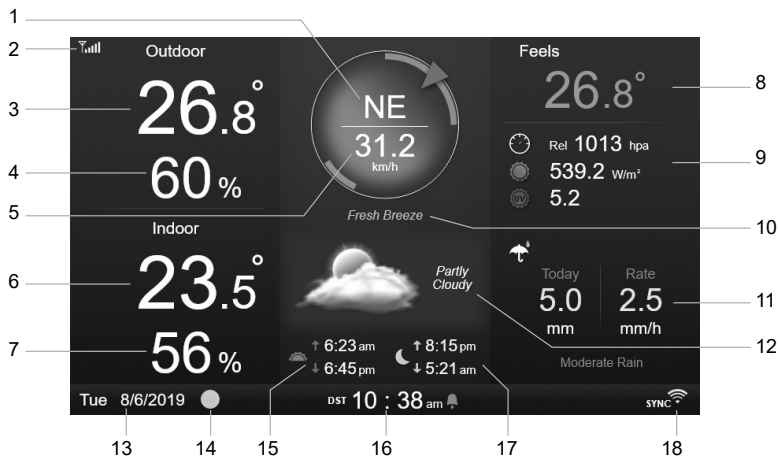 1
2
3
4
5
6
7
Outdoor
26.8°
60 %
Indoor
23.5°
56 %
NE
31.2
km/h
Fresh Breeze
Partly
Cloudy
↑ 6:23 am
↓ 6:45 pm
↑ 8:15 pm
↓ 5:21 am
Feels
26.8°
Rel 1013 hpa
539.2 W/m²
UV 5.2
Today
5.0
mm
Rate
2.5
mm/h
Moderate Rain
8
9
10
11
12
Tue 8/6/2019
DST 10 : 38 am
SYNC
13 14 15 16 17 18